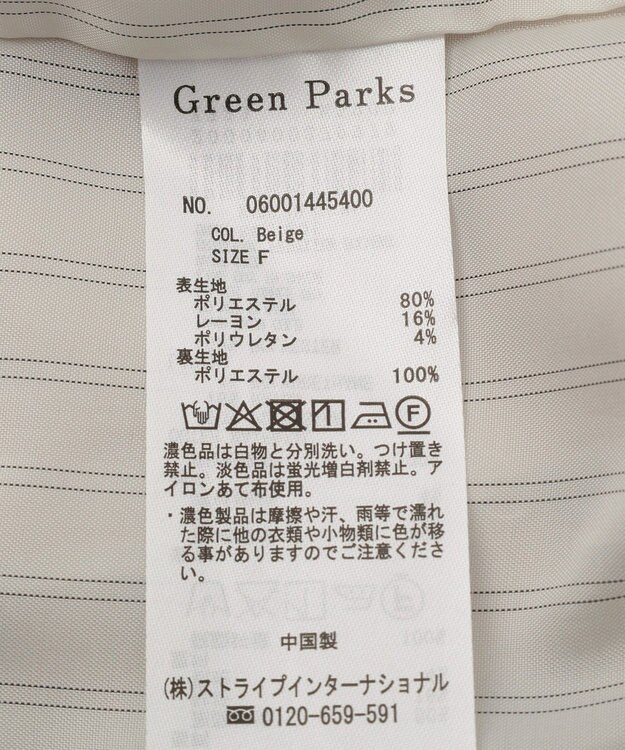 Green Parks
NO. 06001445400
COL. Beige
SIZE F
表生地
ポリエステル 80%
レーヨン 16%
ポリウレタン 4%
裏生地
ポリエステル 100%
F
濃色品は白物と分別洗い。つけ置き
禁止。淡色品は蛍光増白剤禁止。ア
イロンあて布使用。
・濃色製品は摩擦や汗、雨等で濡れ
た際に他の衣類や小物類に色が移
る事がありますのでご注意くださ
い。
中国製
(株)ストライプインターナショナル
0120-659-591